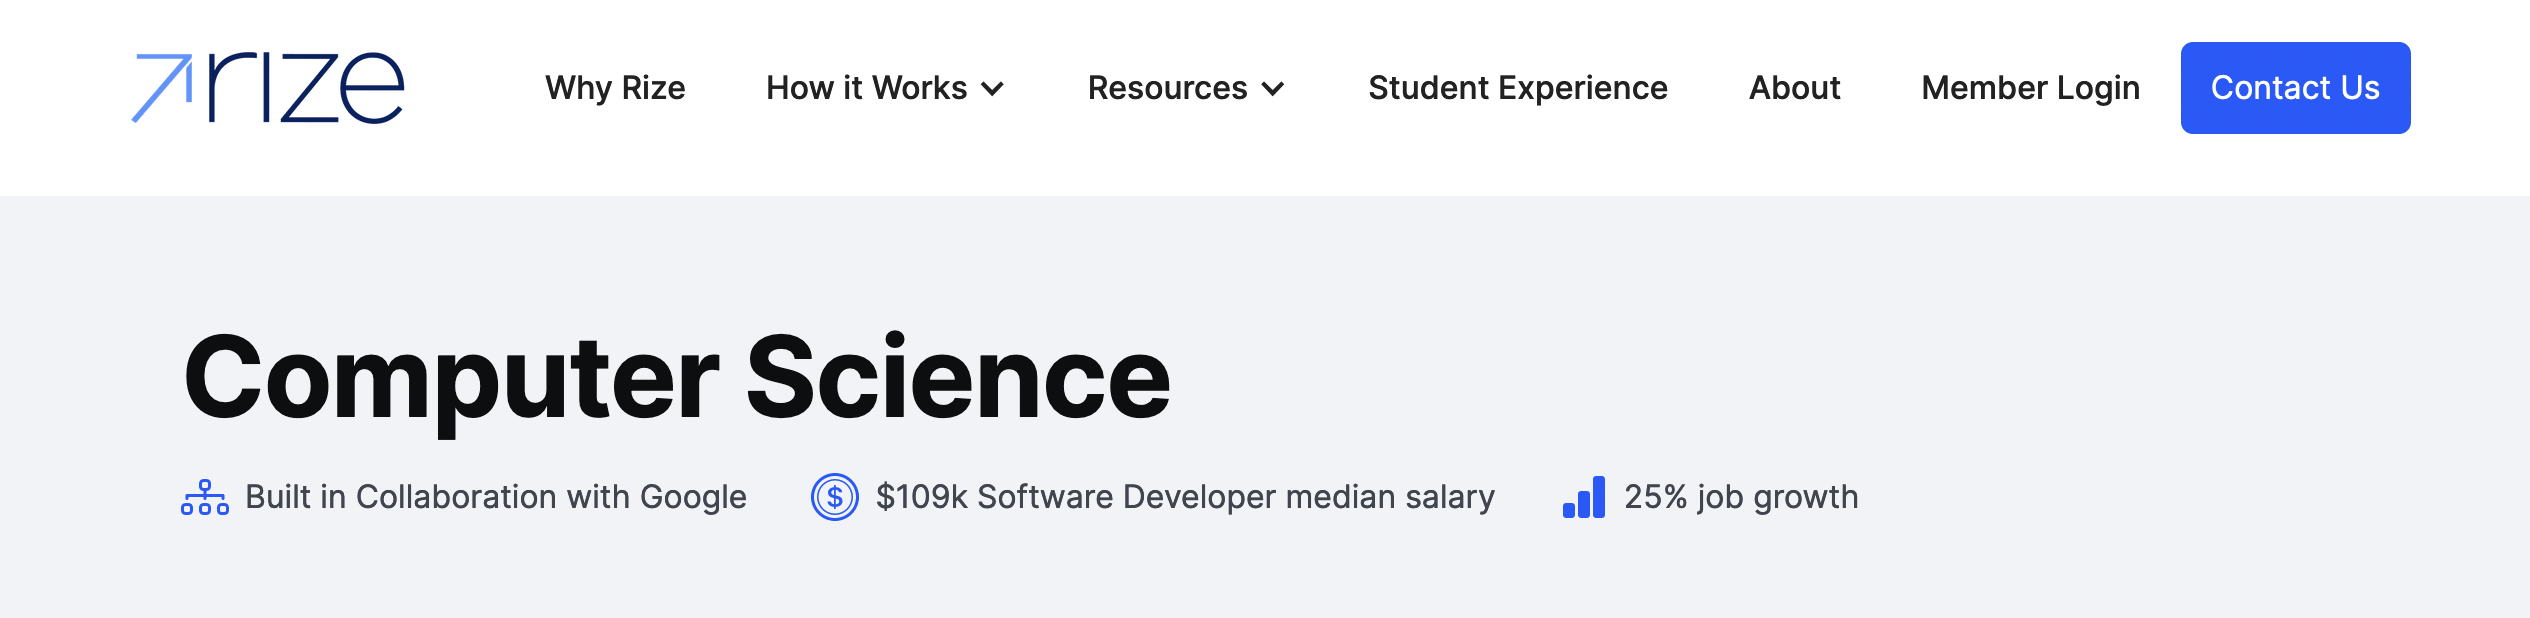 rize
Why Rize How it Works Resources Student Experience About Member Login Contact Us
Computer Science
Built in Collaboration with Google $109k Software Developer median salary 25% job growth